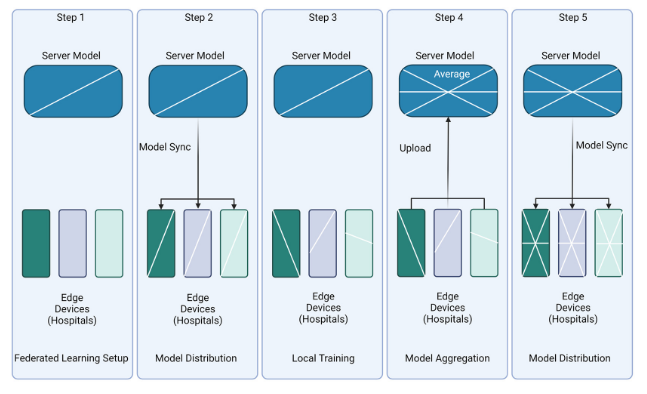 Step 1
Server Model
Edge
Devices
(Hospitals)
Federated Learning Setup
Step 2
Server Model
Model Sync
Edge
Devices
(Hospitals)
Model Distribution
Step 3
Server Model
Edge
Devices
(Hospitals)
Local Training
Step 4
Server Model
Average
Upload
Edge
Devices
(Hospitals)
Model Aggregation
Step 5
Server Model
Model Sync
Edge
Devices
(Hospitals)
Model Distribution